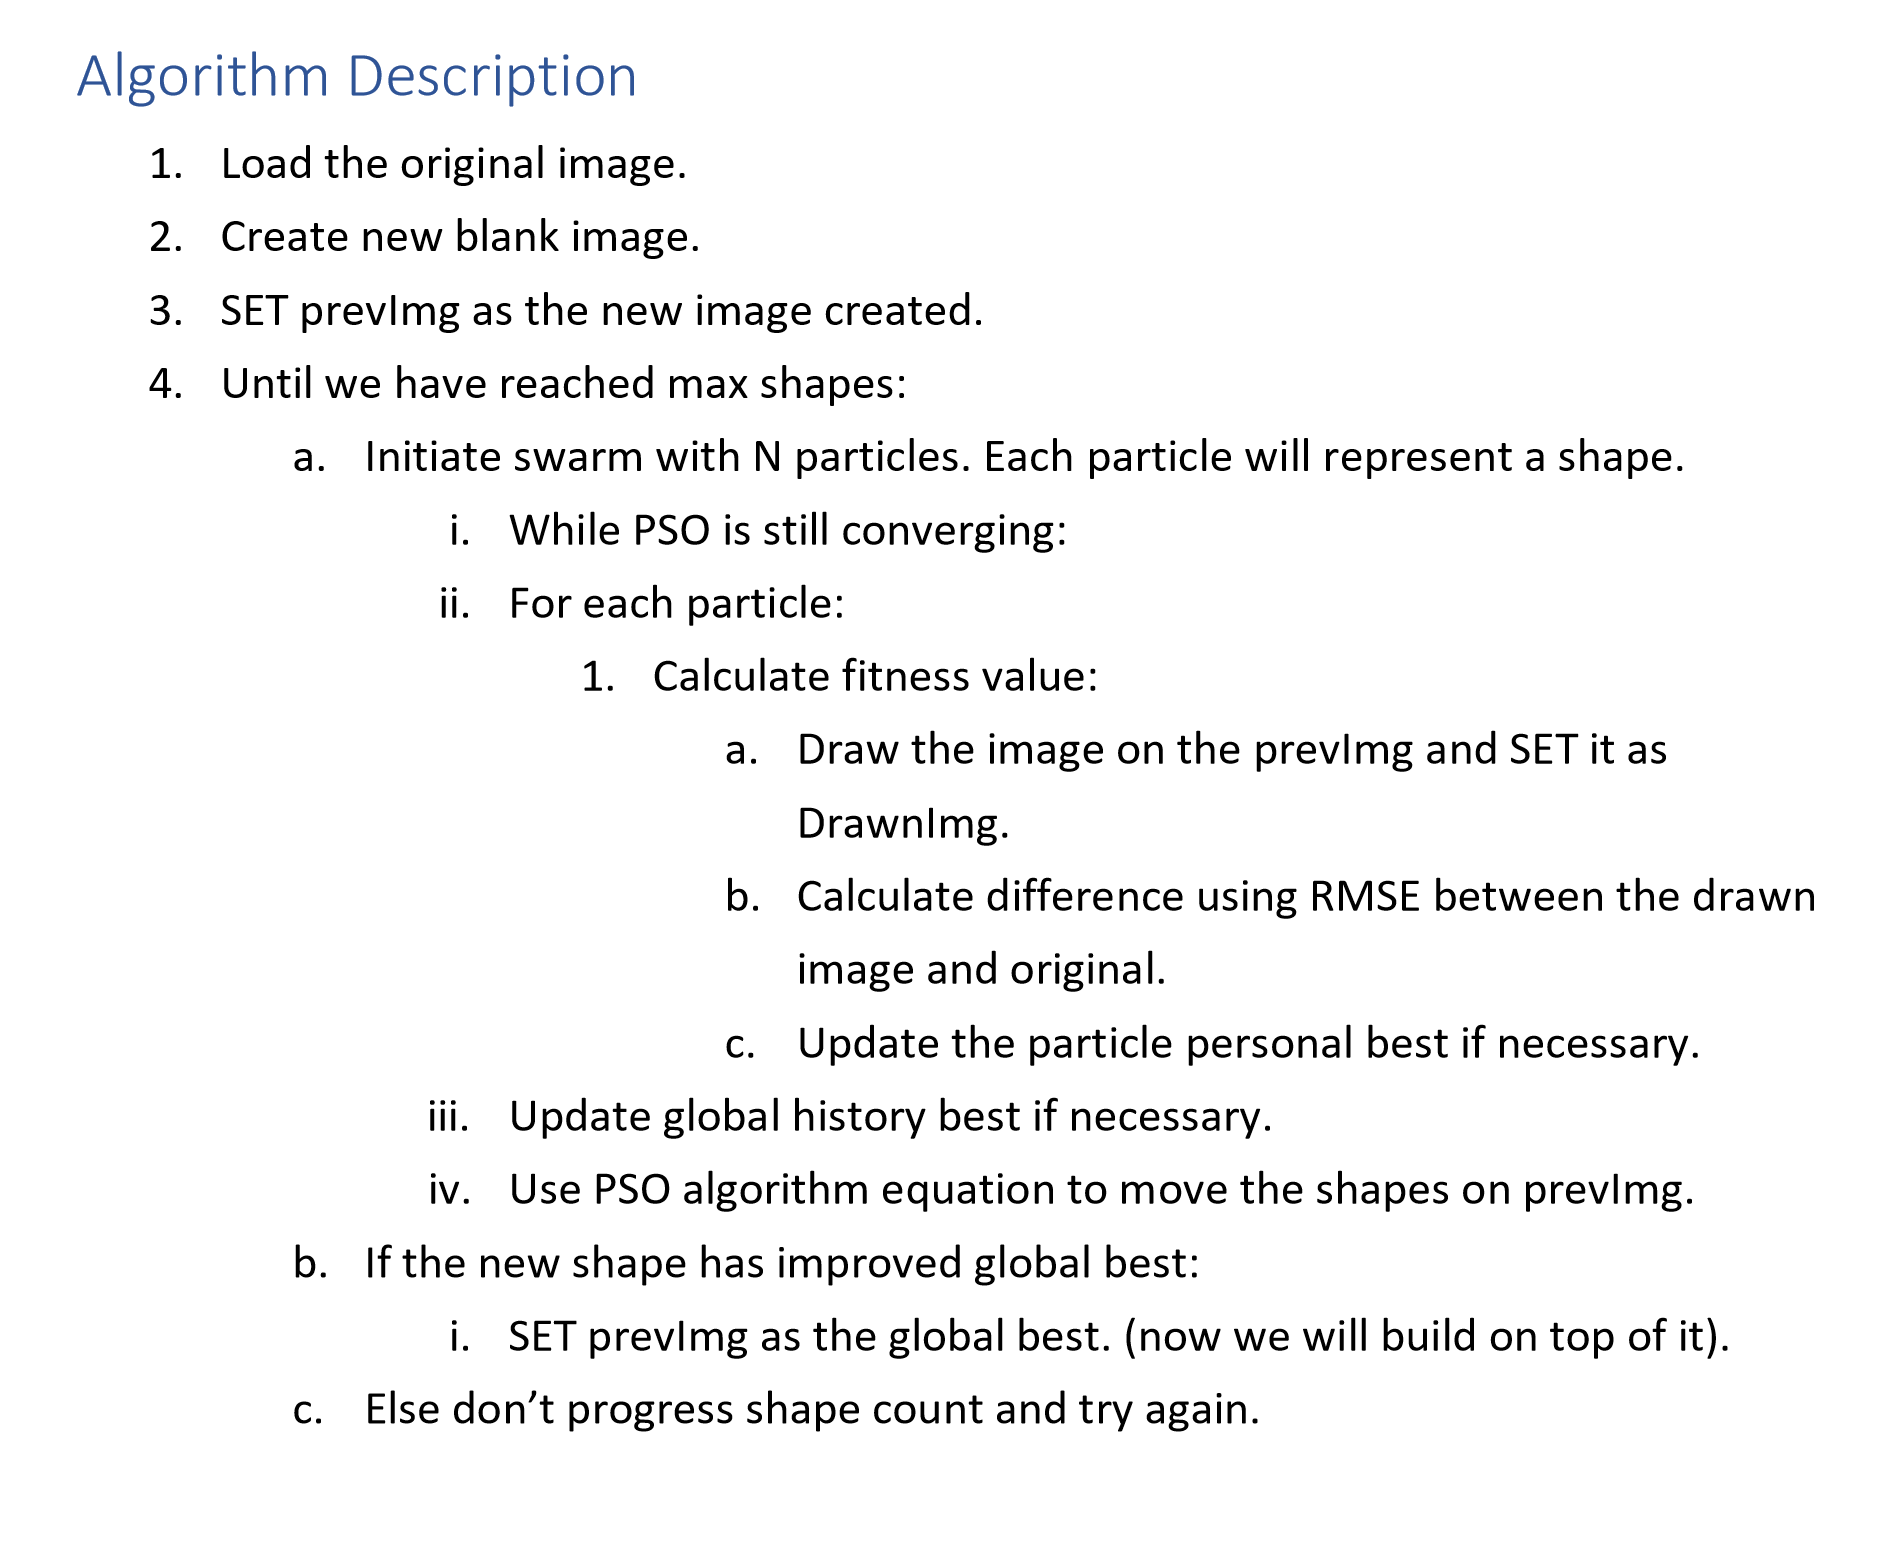 Algorithm Description
1. Load the original image.
2. Create new blank image.
3. SET prevImg as the new image created.
4. Until we have reached max shapes:
a. Initiate swarm with N particles. Each particle will represent a shape.
i. While PSO is still converging:
ii. For each particle:
1. Calculate fitness value:
a. Draw the image on the prevImg and SET it as
DrawnImg.
b. Calculate difference using RMSE between the drawn
image and original.
c. Update the particle personal best if necessary.
iii. Update global history best if necessary.
iv. Use PSO algorithm equation to move the shapes on prevImg.
b. If the new shape has improved global best:
i. SET prevImg as the global best. (now we will build on top of it).
c. Else don’t progress shape count and try again.